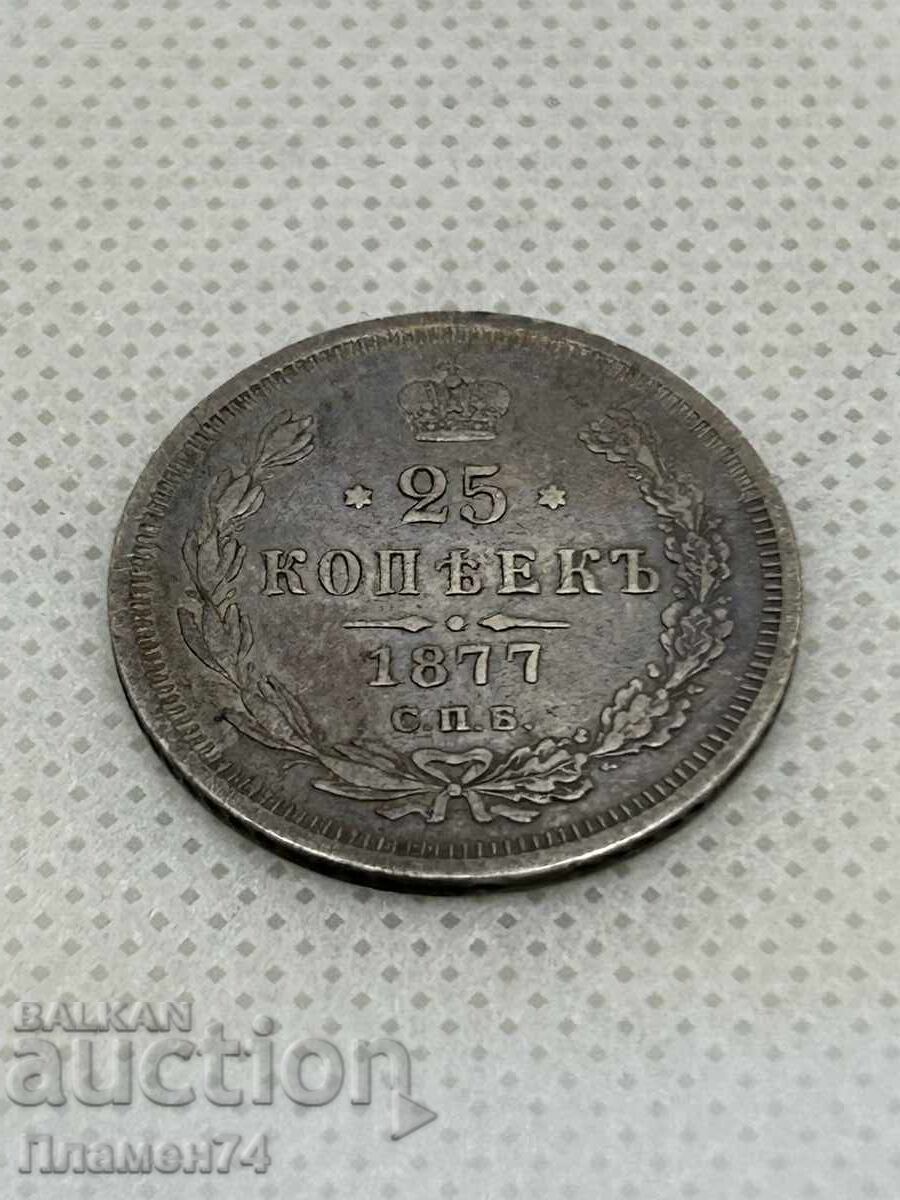 * 25 *
КОПѢЕКЪ
1877
С.П.Б.
BALKAN
auction
Пламен74